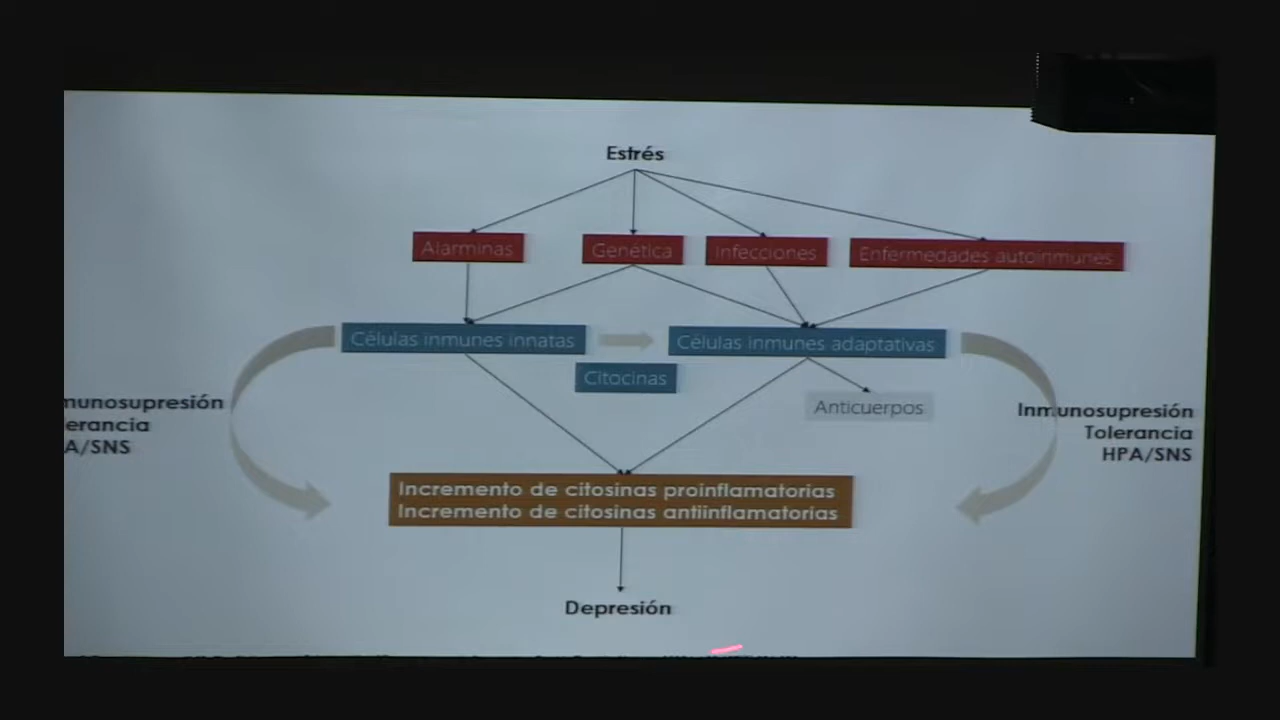 Estrés
Alarminas
Genética
Infecciones
Enfermedades autoinmunes
Células inmunes innatas
Células inmunes adaptativas
Citocinas
Anticuerpos
munosupresión
erancia
A/SNS
Inmunosupresión
Tolerancia
HPA/SNS
Incremento de citosinas proinflamatorias
Incremento de citosinas antiinflamatorias
Depresión